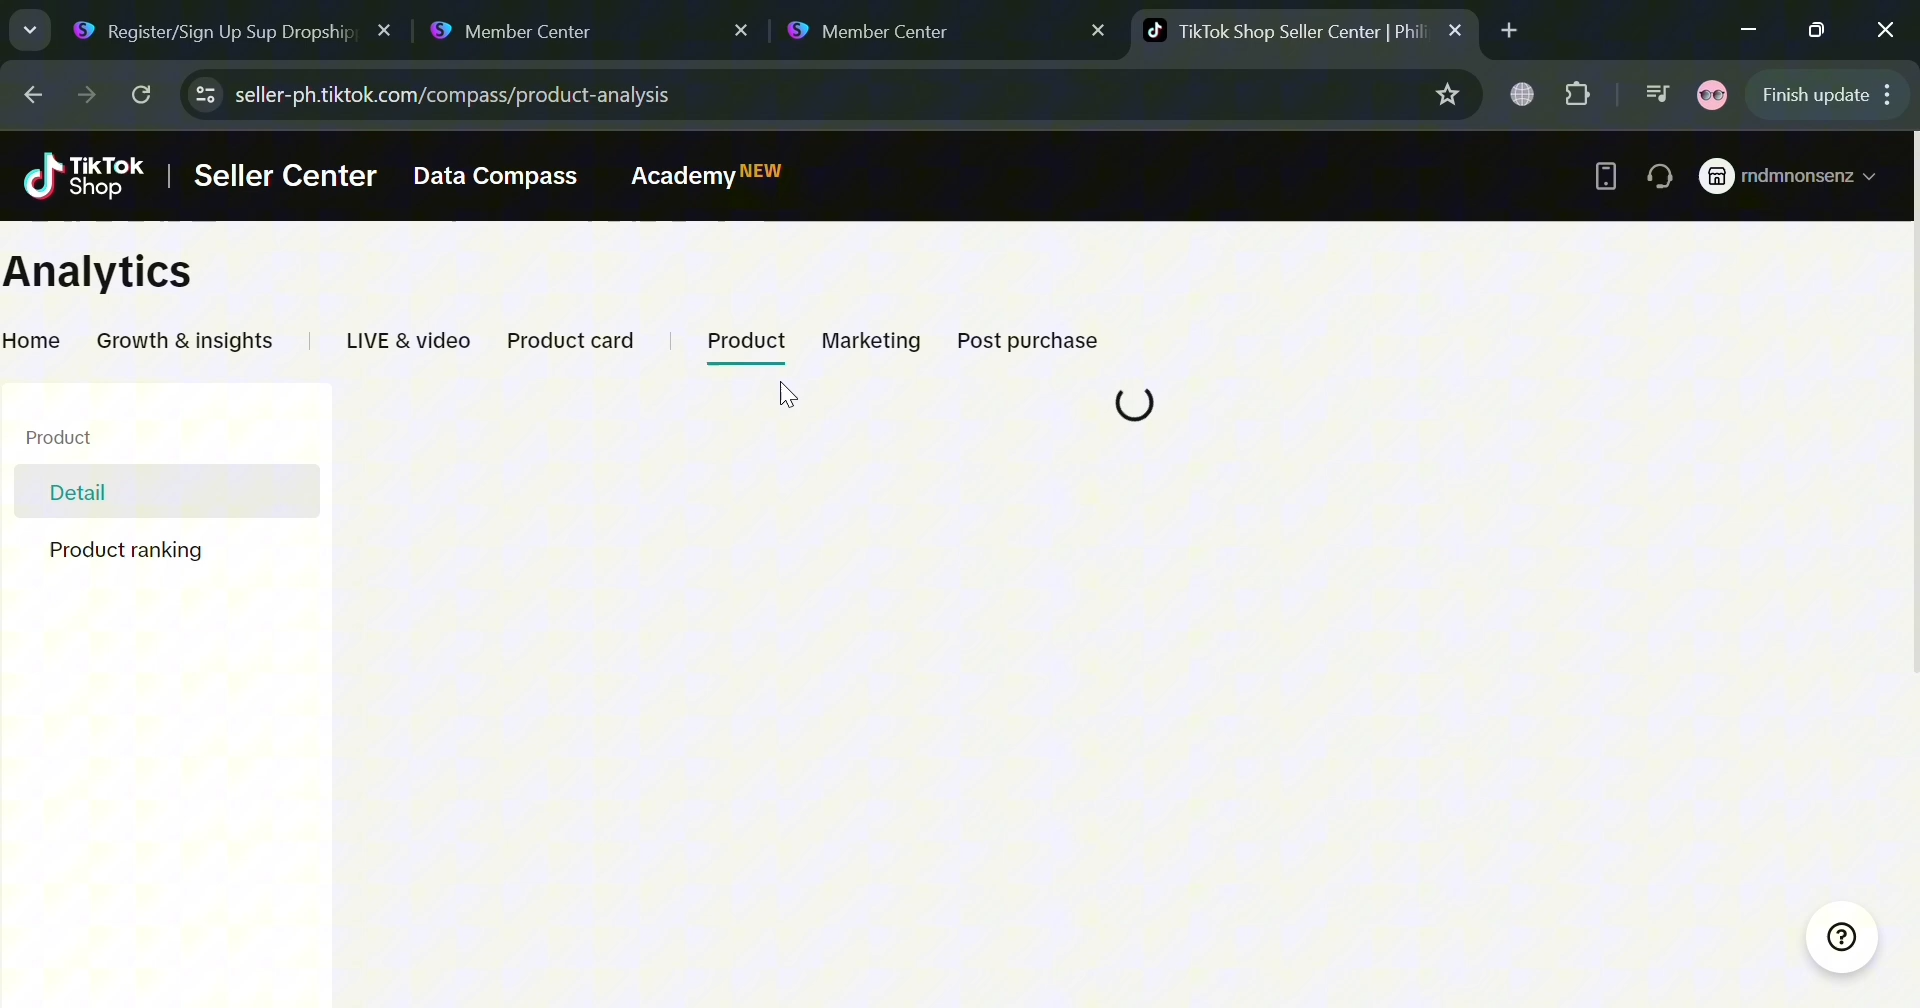 Register/Sign Up Sup Dropship
Member Center
Member Center
TikTok Shop Seller Center | Phili
seller-ph.tiktok.com/compass/product-analysis
Finish update
TikTok
Shop
Seller Center
Data Compass
Academy NEW
rndmnonsenz
Analytics
Home
Growth & insights
LIVE & video
Product card
Product
Marketing
Post purchase
Product
Detail
Product ranking